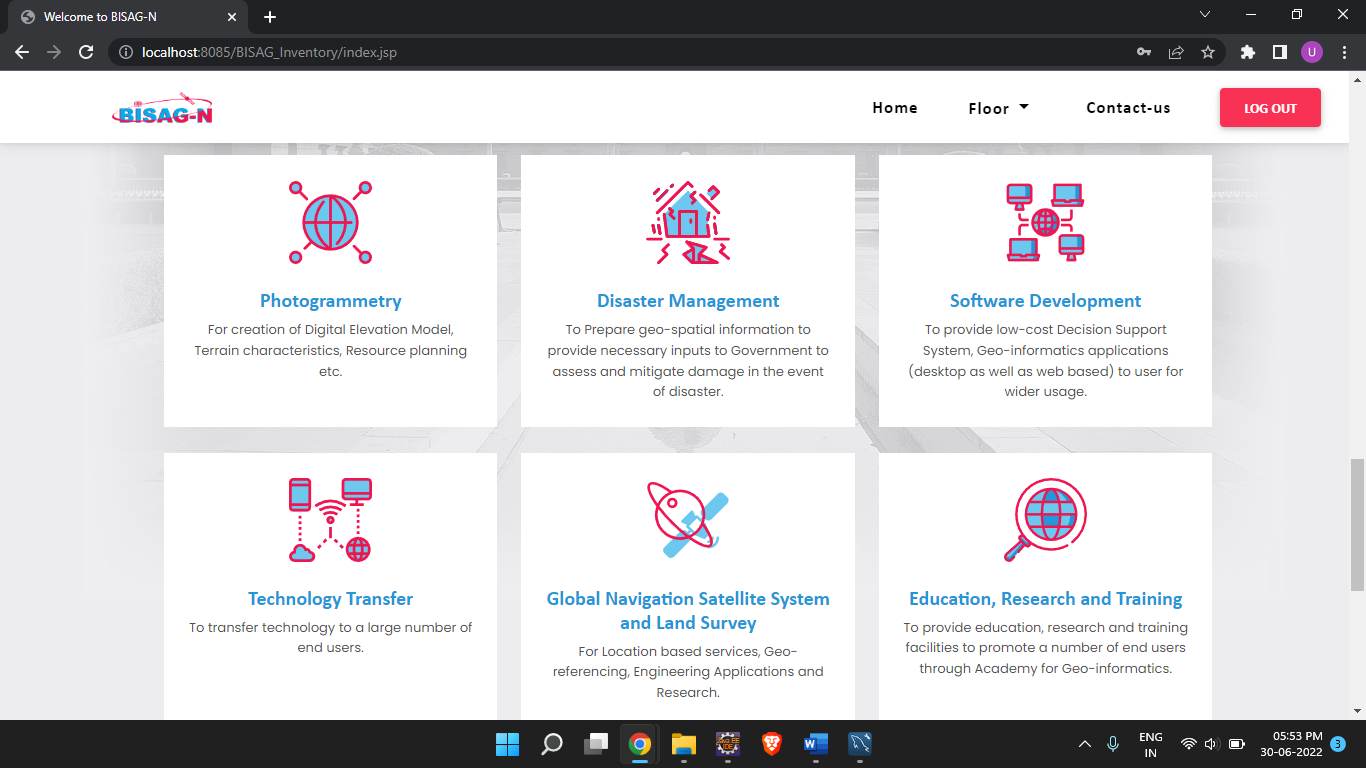 Welcome to BISAG-N
localhost:8085/BISAG_Inventory/index.jsp
U
BISAG-N
Home
Floor
Contact-us
LOG OUT
Photogrammetry
For creation of Digital Elevation Model,
Terrain characteristics, Resource planning
etc.
Disaster Management
To Prepare geo-spatial information to
provide necessary inputs to Government to
assess and mitigate damage in the event
of disaster.
Software Development
To provide low-cost Decision Support
System, Geo-informatics applications
(desktop as well as web based) to user for
wider usage.
Technology Transfer
To transfer technology to a large number of
end users.
Global Navigation Satellite System
and Land Survey
For Location based services, Geo-
referencing, Engineering Applications and
Research.
Education, Research and Training
To provide education, research and training
facilities to promote a number of end users
through Academy for Geo-informatics.
W
ENG
IN
05:53 PM
30-06-2022
3